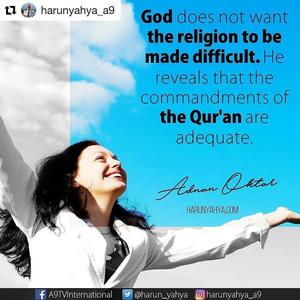 harunyahya_a9
God does not want
the religion to be
made difficult. He
reveals that the
commandments of
the Qur'an are
adequate.
Adnan Oktar
HARUNYAHYA.COM
A9TVInternational @harun_yahya @harunyahya_a9